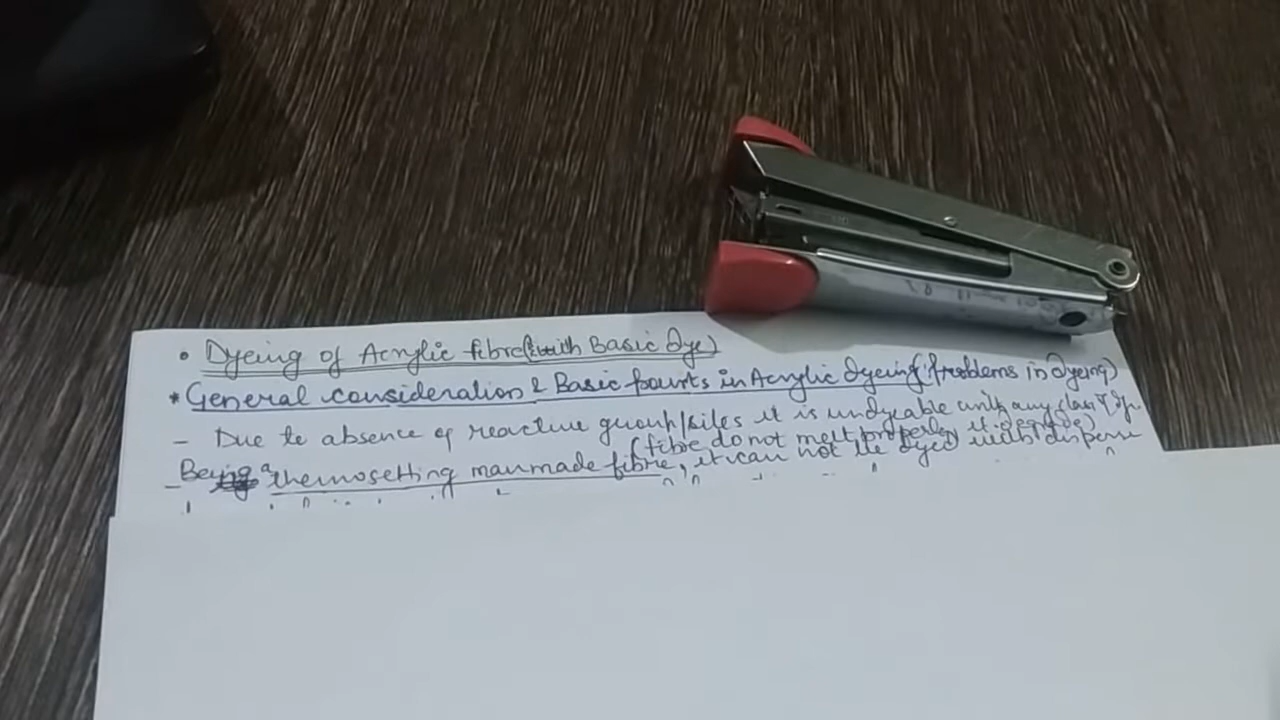 • Dyeing of Acrylic fibre (with Basic Dye)
* General consideration & Basic points in Acrylic dyeing (Problems in Dyeing)
- Due to absence of reactive group/sites it is undyeable with any class of
(fibre do not melt properly, it degrade)
- Being a thermosetting manmade fibre, it can not be dyed with disperse